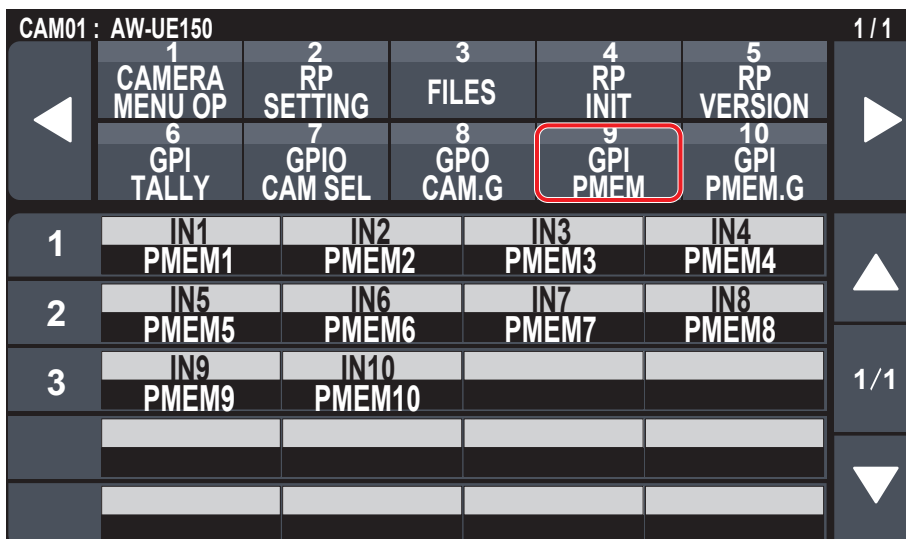 CAM01 : AW-UE150 1 / 1
1 2 3 4 5
CAMERA MENU OP RP SETTING FILES RP INIT RP VERSION
6 7 8 9 10
GPI TALLY GPIO CAM SEL GPO CAM.G GPI PMEM GPI PMEM.G
1 IN1 IN2 IN3 IN4
PMEM1 PMEM2 PMEM3 PMEM4
2 IN5 IN6 IN7 IN8
PMEM5 PMEM6 PMEM7 PMEM8
3 IN9 IN10
PMEM9 PMEM10
1/1